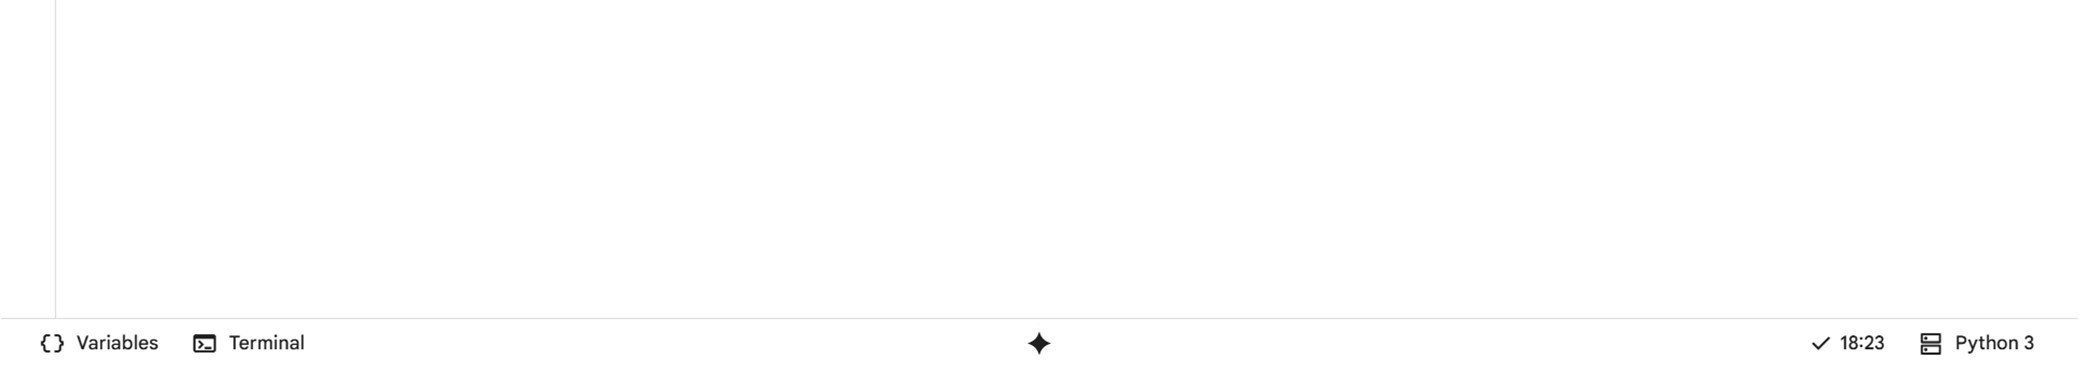 Variables Terminal 18:23 Python 3